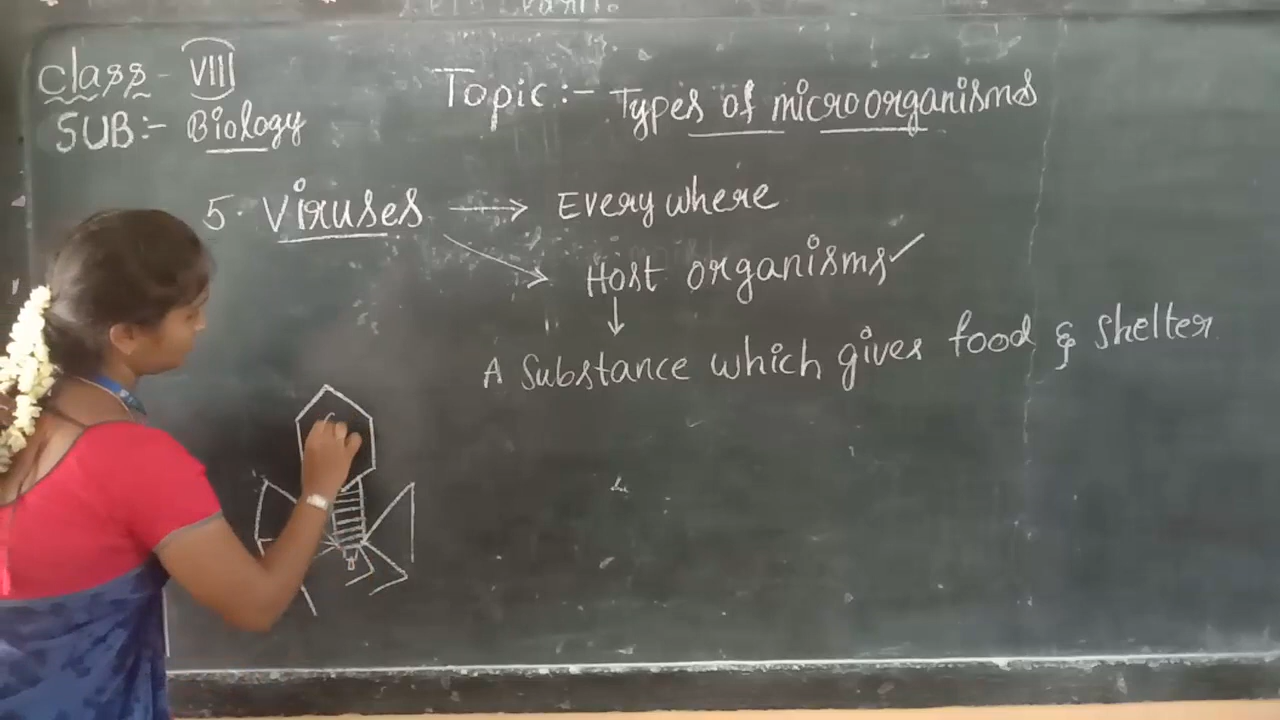 Class - VIII
SUB:- Biology
Topic:- Types of microorganisms
5. Viruses → Every where
Host organisms ✓
↓
A Substance which gives food & shelter